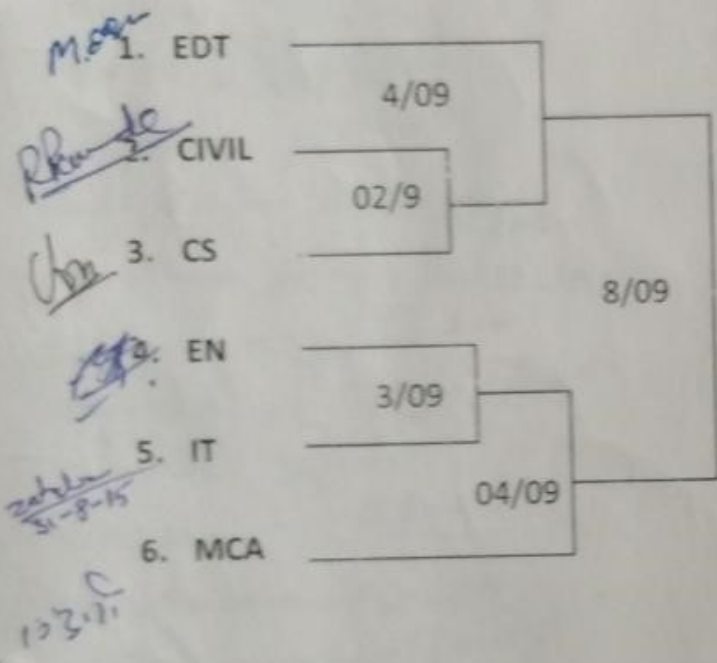 1. EDT
4/09
2. CIVIL
02/9
3. CS
8/09
4. EN
3/09
5. IT
31-8-15
04/09
6. MCA